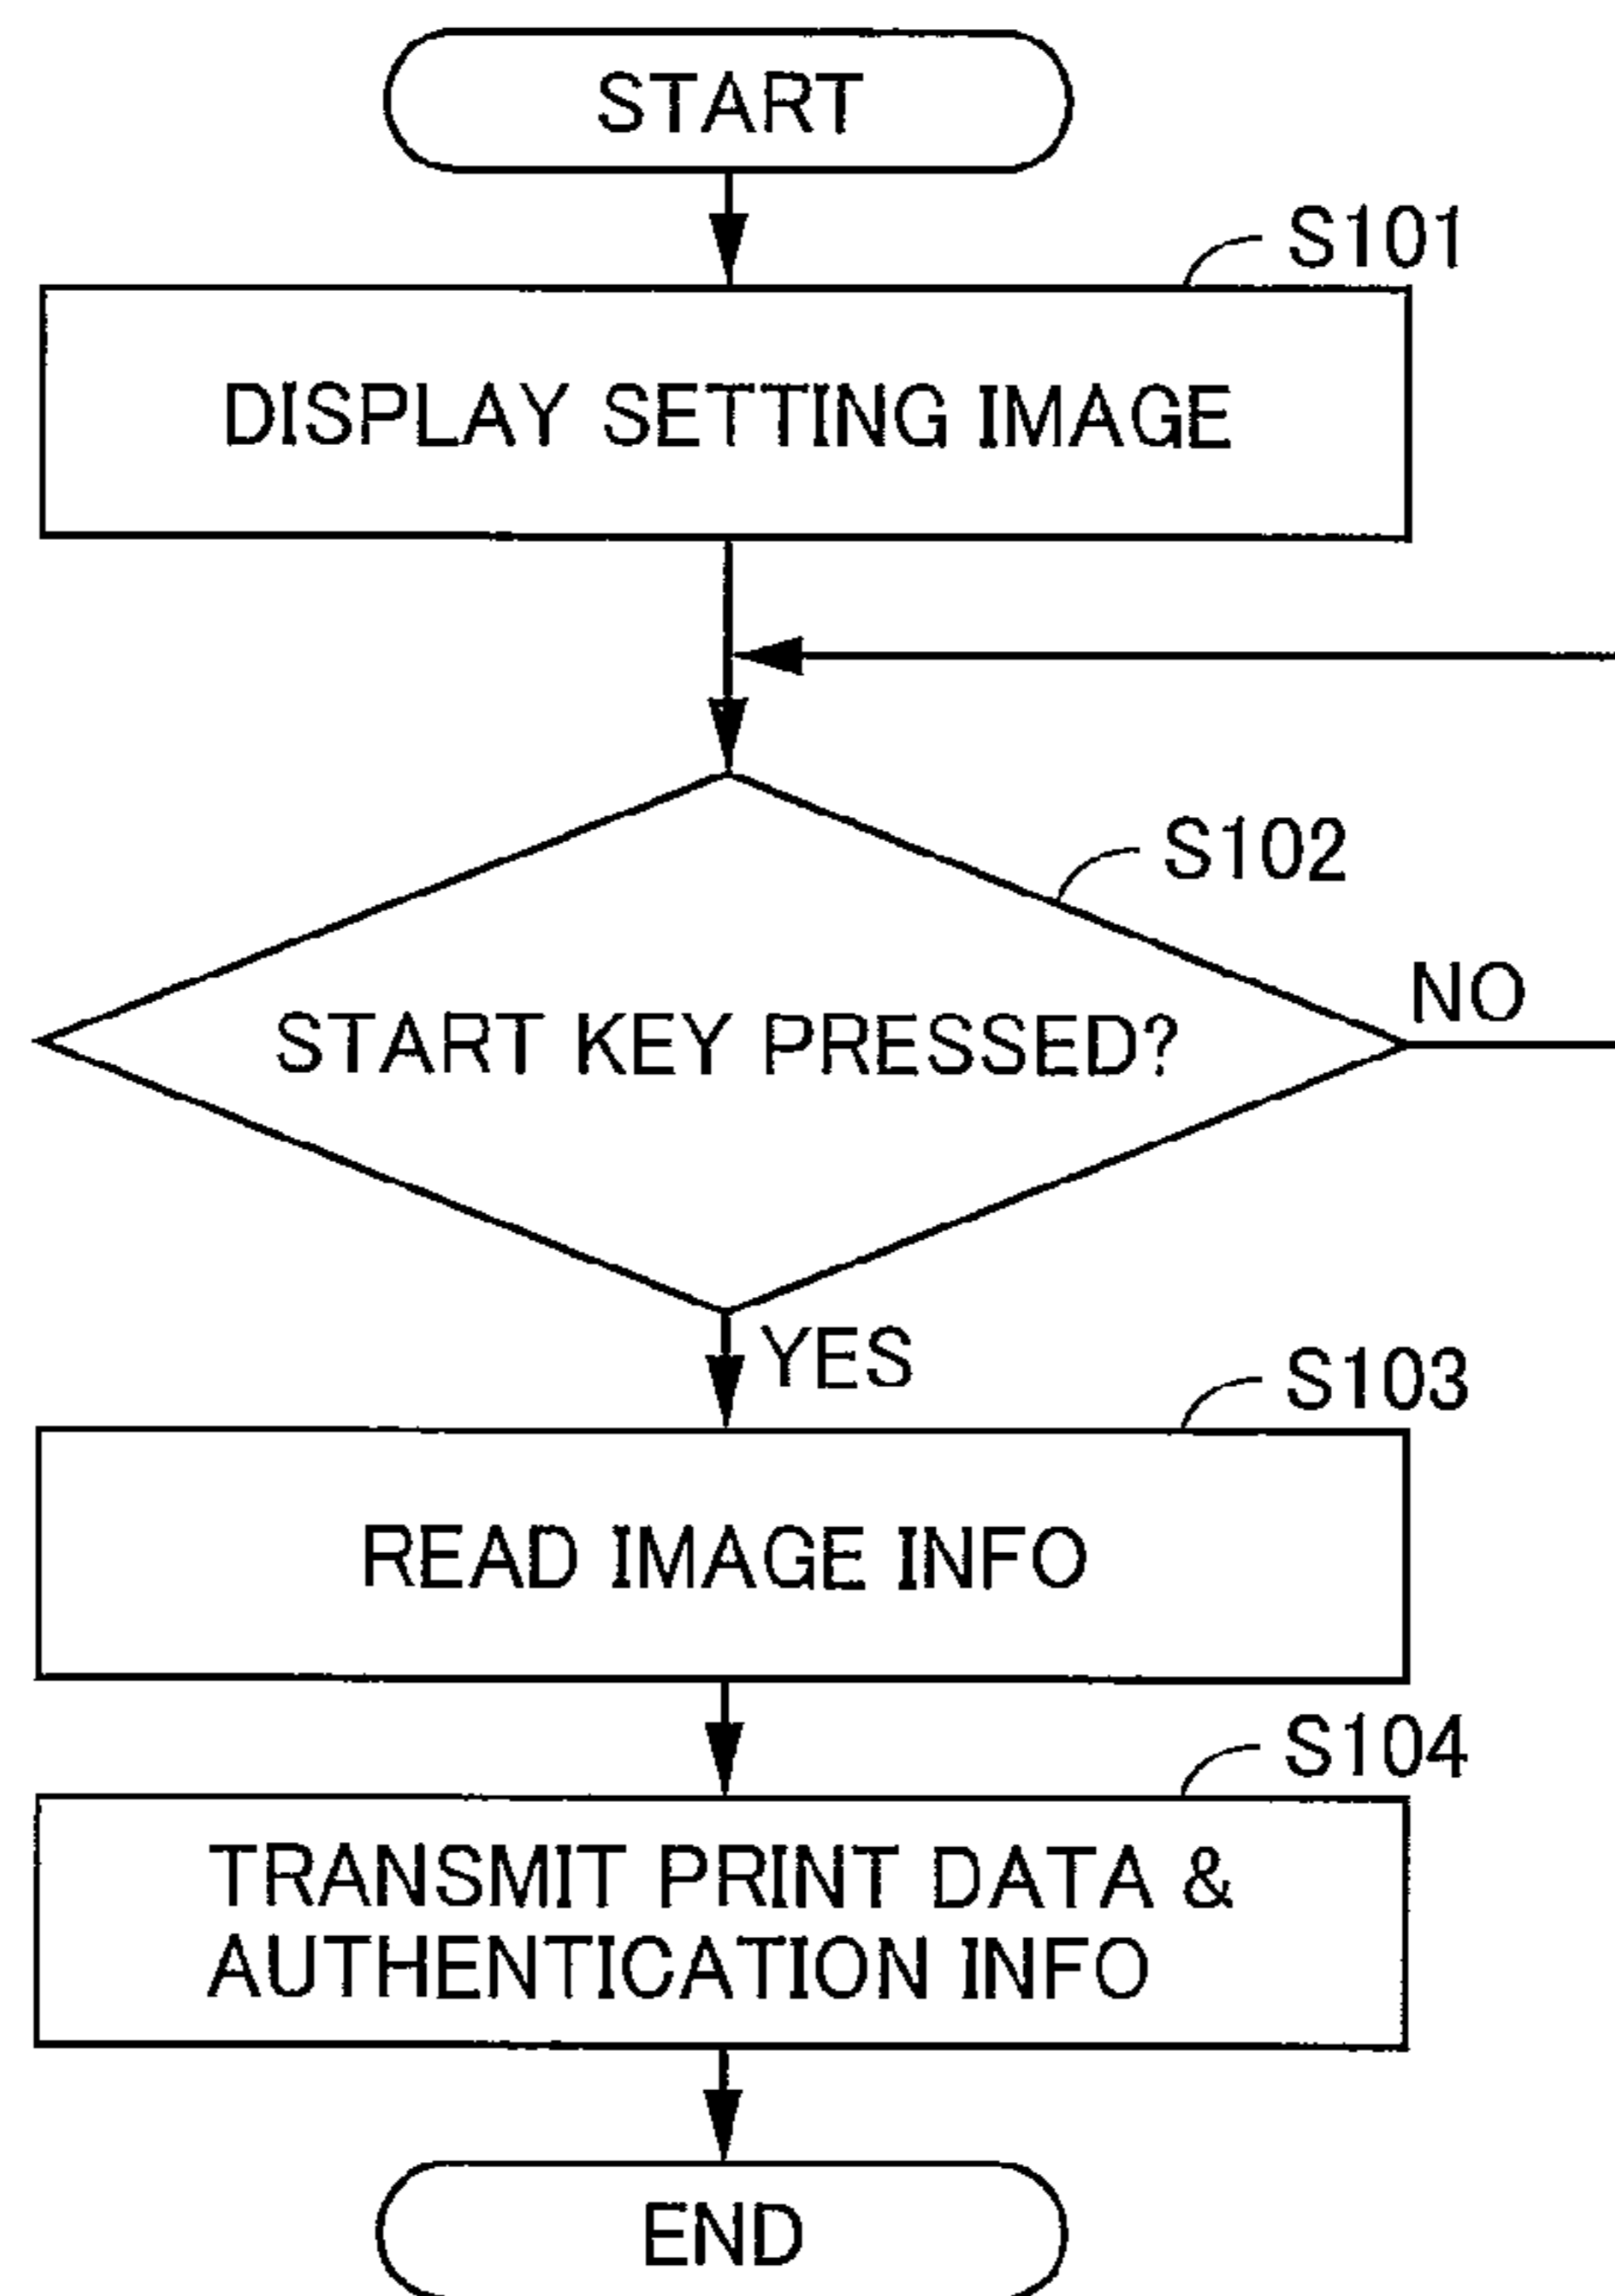 START
S101
DISPLAY SETTING IMAGE
S102
START KEY PRESSED?
NO
YES
S103
READ IMAGE INFO
S104
TRANSMIT PRINT DATA &
AUTHENTICATION INFO
END